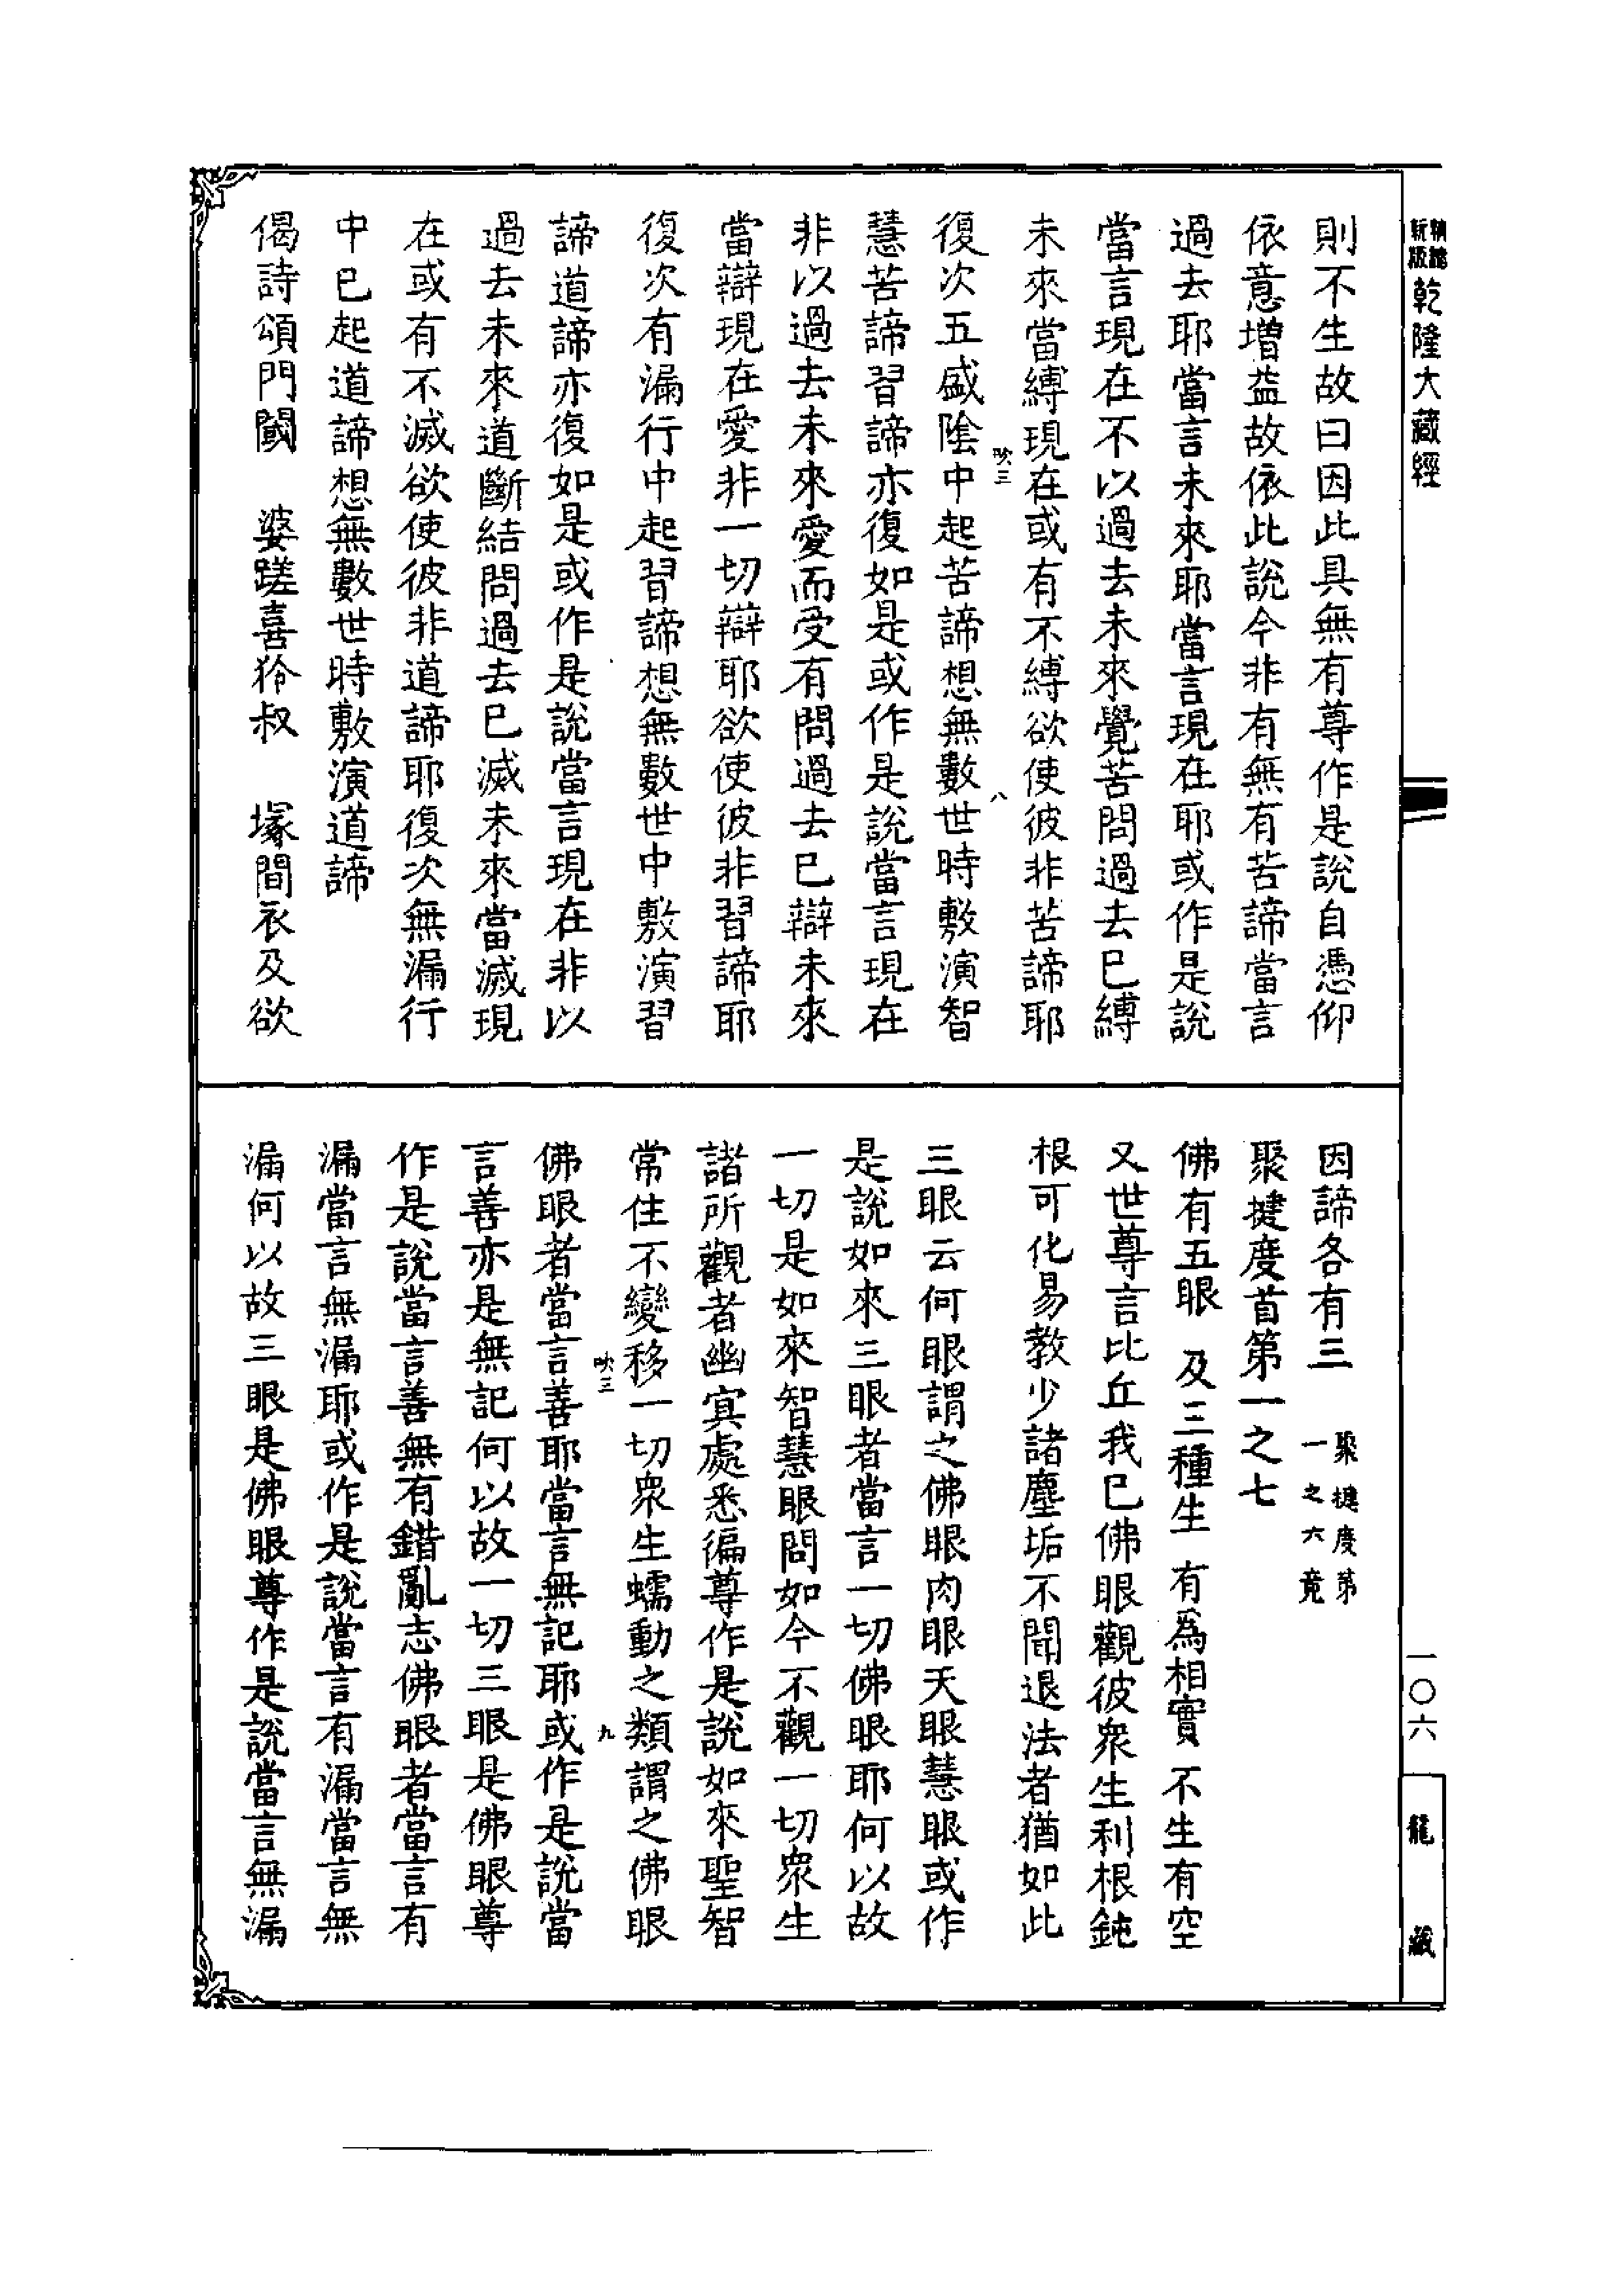 新版
精裝
乾隆大藏經
一〇六
龍藏
則不生故曰因此具無有尊作是說自憑仰
依意增益故依此說今非有無有苦諦當言
過去耶當言未來耶當言現在耶或作是說
當言現在不以過去未來覺苦問過去已縛
未來當縛現在或有不縛欲使彼非苦諦耶
吹三
八
復次五盛陰中起苦諦想無數世時敷演智
慧苦諦習諦亦復如是或作是說當言現在
非以過去未來愛而受有問過去已辯未來
當辯現在愛非一切辯耶欲使彼非習諦耶
復次有漏行中起習諦想無數世中敷演習
諦道諦亦復如是或作是說當言現在非以
過去未來道斷結問過去已滅未來當滅現
在或有不滅欲使彼非道諦耶復次無漏行
中已起道諦想無數世時敷演道諦
偈詩頌門閾 婆蹉喜狑叔 塚間衣及欲
因諦各有三 聚揵度第
一之六竟
聚揵度首第一之七
佛有五眼 及三種生 有為相實 不生有空
又世尊言比丘我已佛眼觀彼眾生利根鈍
根可化易教少諸塵垢不聞退法者猶如此
三眼云何眼謂之佛眼肉眼天眼慧眼或作
是說如來三眼者當言一切佛眼耶何以故
一切是如來智慧眼問如今不觀一切眾生
諸所觀者幽冥處悉徧尊作是說如來聖智
常住不變移一切眾生蠕動之類謂之佛眼
吹三
九
佛眼者當言善耶當言無記耶或作是說當
言善亦是無記何以故一切三眼是佛眼尊
作是說當言善無有錯亂志佛眼者當言有
漏當言無漏耶或作是說當言有漏當言無
漏何以故三眼是佛眼尊作是說當言無漏